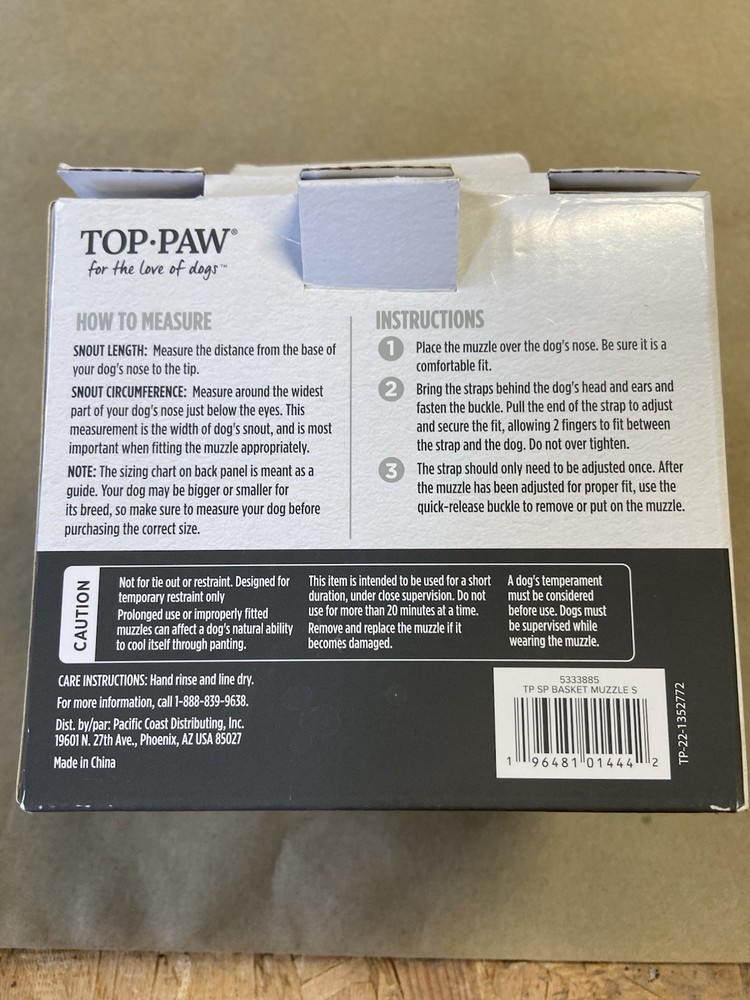 TOP•PAW®
for the love of dogs™
HOW TO MEASURE
SNOUT LENGTH: Measure the distance from the base of
your dog's nose to the tip.
SNOUT CIRCUMFERENCE: Measure around the widest
part of your dog's nose just below the eyes. This
measurement is the width of dog's snout, and is most
important when fitting the muzzle appropriately.
NOTE: The sizing chart on back panel is meant as a
guide. Your dog may be bigger or smaller for
its breed, so make sure to measure your dog before
purchasing the correct size.
INSTRUCTIONS
1 Place the muzzle over the dog's nose. Be sure it is a
comfortable fit.
2 Bring the straps behind the dog's head and ears and
fasten the buckle. Pull the end of the strap to adjust
and secure the fit, allowing 2 fingers to fit between
the strap and the dog. Do not over tighten.
3 The strap should only need to be adjusted once. After
the muzzle has been adjusted for proper fit, use the
quick-release buckle to remove or put on the muzzle.
CAUTION
Not for tie out or restraint. Designed for
temporary restraint only
Prolonged use or improperly fitted
muzzles can affect a dog's natural ability
to cool itself through panting.
This item is intended to be used for a short
duration, under close supervision. Do not
use for more than 20 minutes at a time.
Remove and replace the muzzle if it
becomes damaged.
A dog's temperament
must be considered
before use. Dogs must
be supervised while
wearing the muzzle.
CARE INSTRUCTIONS: Hand rinse and line dry.
For more information, call 1-888-839-9638.
Dist. by/par: Pacific Coast Distributing, Inc.
19601 N. 27th Ave., Phoenix, AZ USA 85027
Made in China
5333885
TP SP BASKET MUZZLE S
1 96481 01444 2
TP-22-1352772